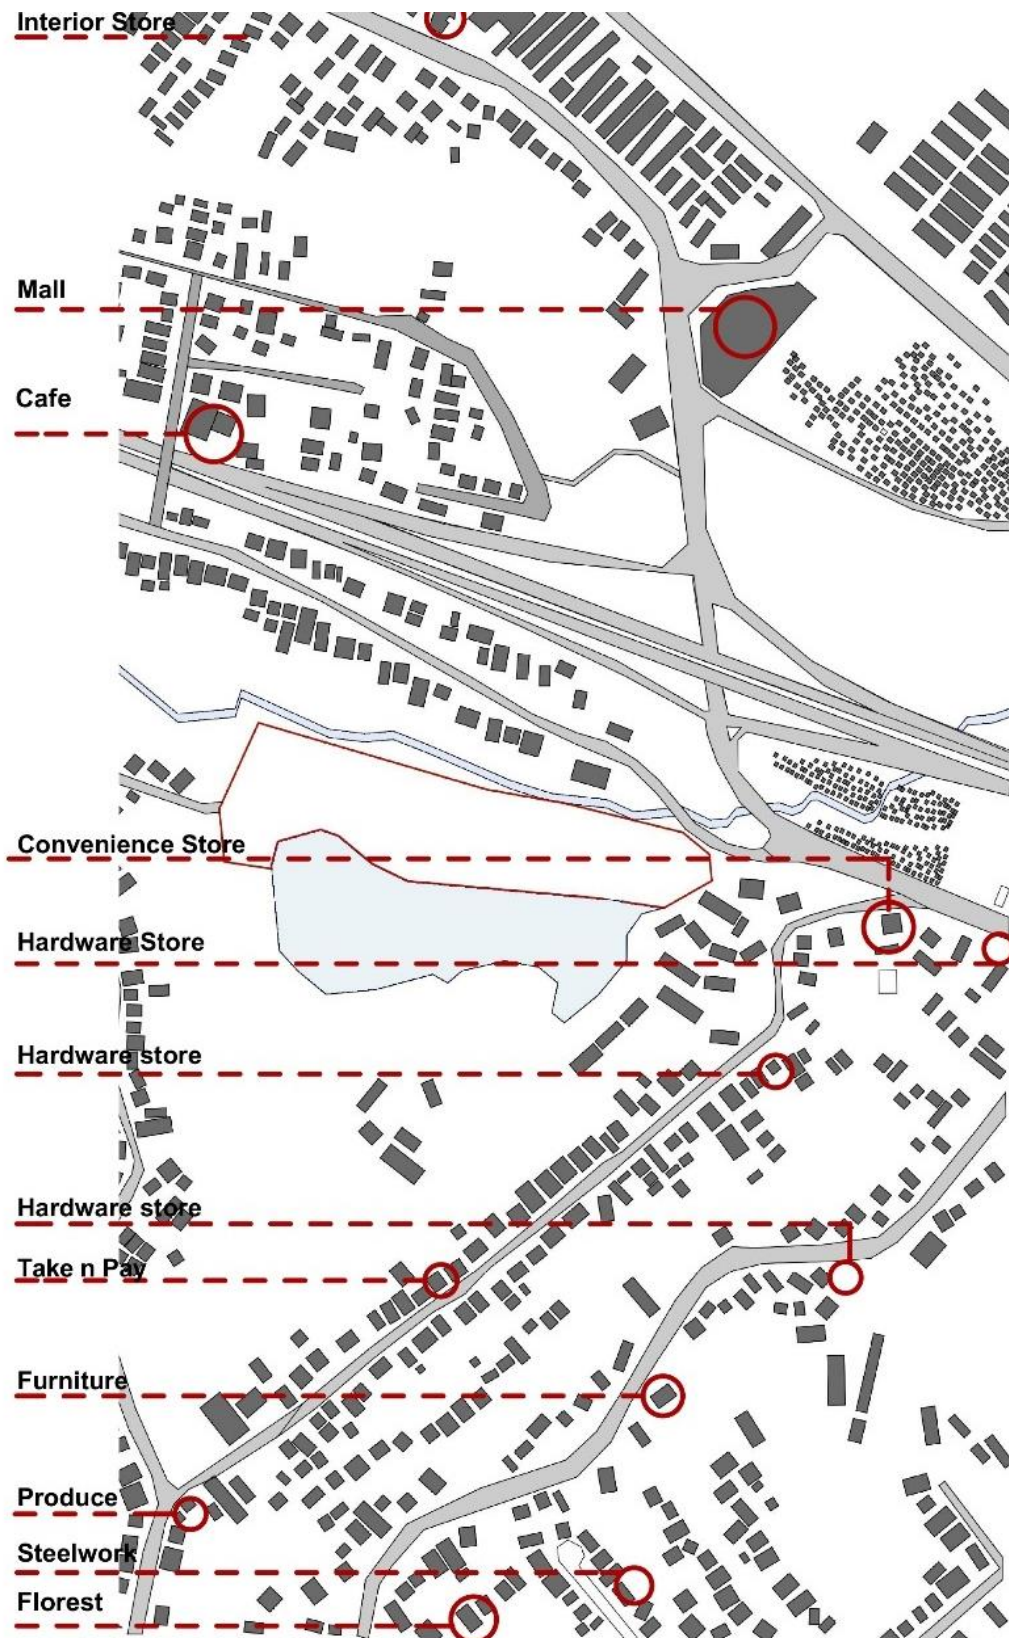 Interior Store
Mall
Cafe
Convenience Store
Hardware Store
Hardware store
Hardware store
Take n Pay
Furniture
Produce
Steelwork
Florest